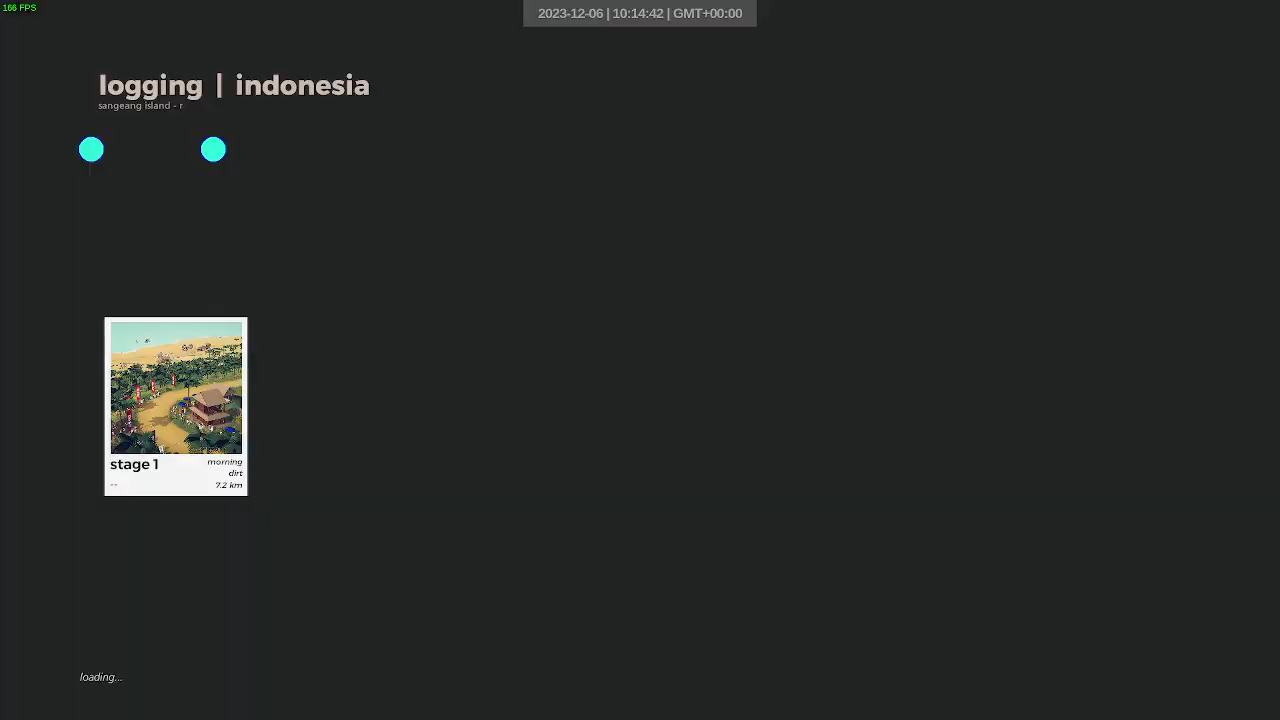 166 FPS
2023-12-06 | 10:14:42 | GMT+00:00
logging | indonesia
sangeang island - r
stage 1
morning
dirt
--
7.2 km
loading...